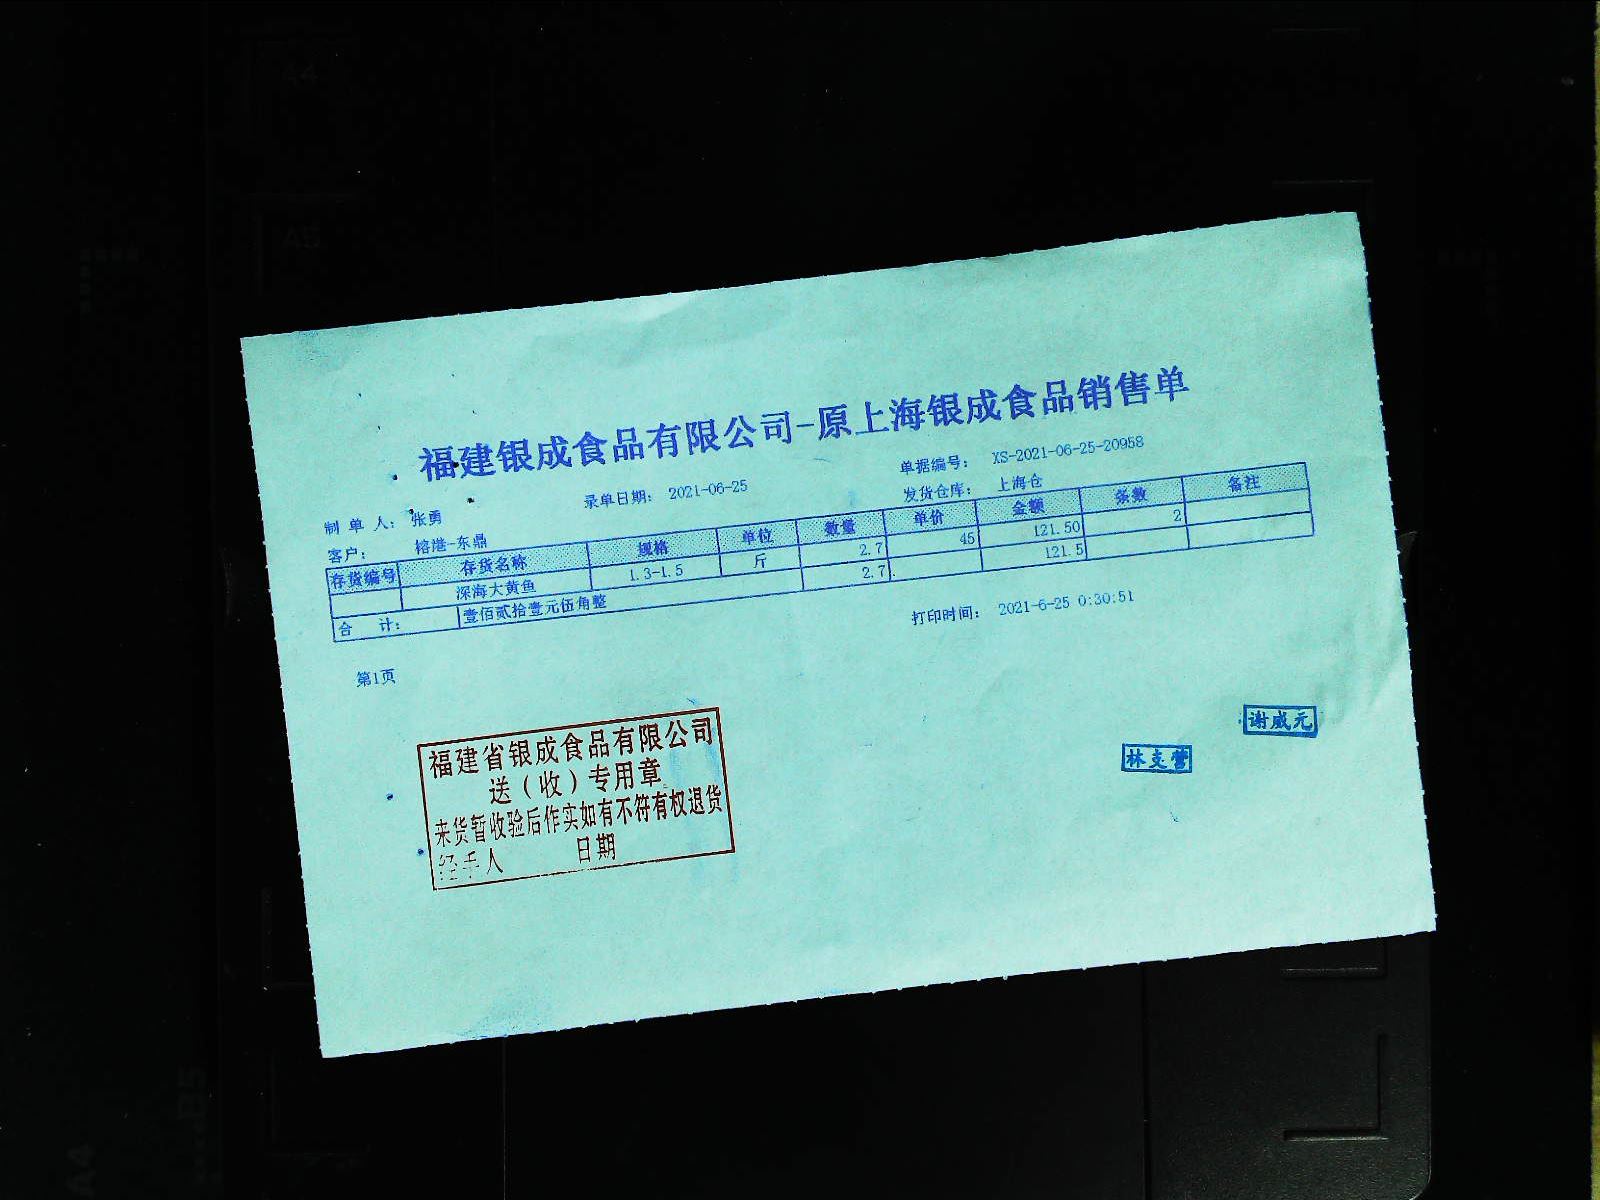 福建银成食品有限公司-原上海银成食品销售单
制 单 人： 张勇 录单日期： 2021-06-25 单据编号： XS-2021-06-25-20958
客户： 榕港-东鼎 发货仓库： 上海仓
存货编号 存货名称 规格 单位 数量 单价 金额 条数 备注
深海大黄鱼 1.3-1.5 斤 2.7 45 121.50 2
合 计： 壹佰贰拾壹元伍角整 2.7 121.5
打印时间： 2021-6-25 0:30:51
第1页
福建省银成食品有限公司
送（收）专用章
来货暂收验后作实如有不符有权退货
经手人 日期
谢威元
林支营
A4
A5
B5
A4